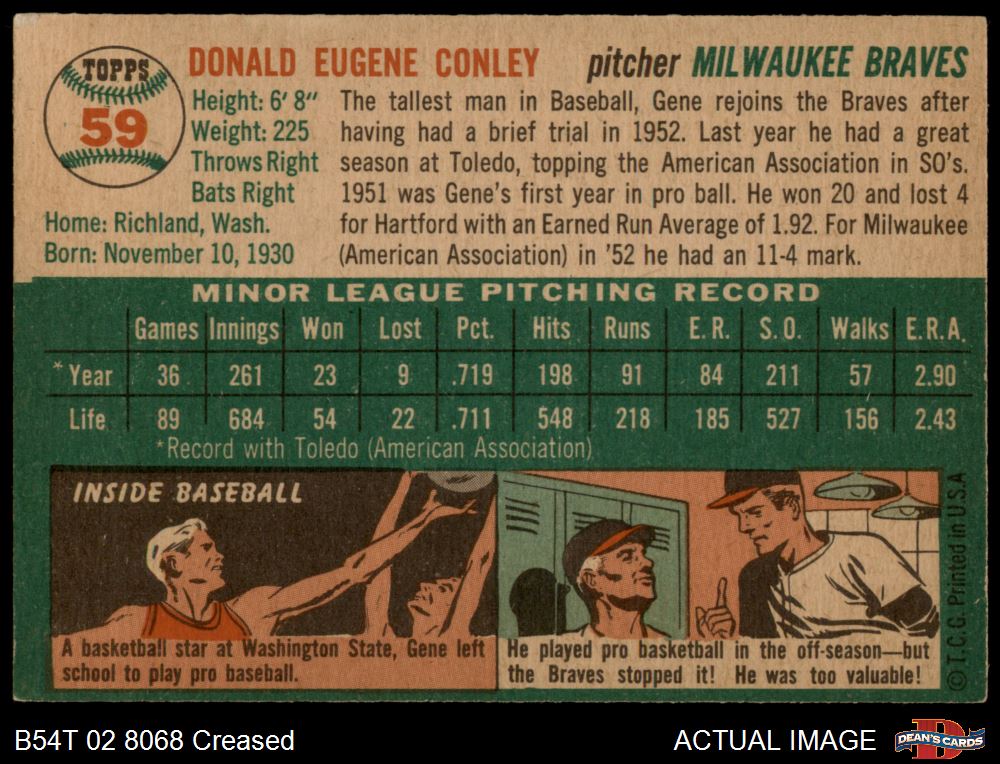 TOPPS
59
DONALD EUGENE CONLEY pitcher MILWAUKEE BRAVES
Height: 6' 8"
Weight: 225
Throws Right
Bats Right
Home: Richland, Wash.
Born: November 10, 1930
The tallest man in Baseball, Gene rejoins the Braves after
having had a brief trial in 1952. Last year he had a great
season at Toledo, topping the American Association in SO's.
1951 was Gene's first year in pro ball. He won 20 and lost 4
for Hartford with an Earned Run Average of 1.92. For Milwaukee
(American Association) in '52 he had an 11-4 mark.
MINOR LEAGUE PITCHING RECORD
Games Innings Won Lost Pct. Hits Runs E.R. S.O. Walks E.R.A.
*Year 36 261 23 9 .719 198 91 84 211 57 2.90
Life 89 684 54 22 .711 548 218 185 527 156 2.43
*Record with Toledo (American Association)
INSIDE BASEBALL
A basketball star at Washington State, Gene left
school to play pro baseball.
He played pro basketball in the off-season—but
the Braves stopped it! He was too valuable!
© T.C.G. Printed in U.S.A
B54T 02 8068 Creased
ACTUAL IMAGE
DEAN'S CARDS